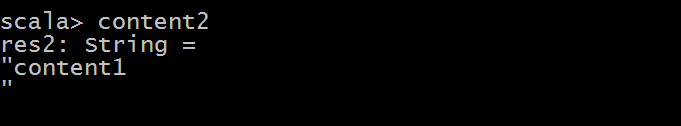 scala> content2
res2: String =
"content1
"